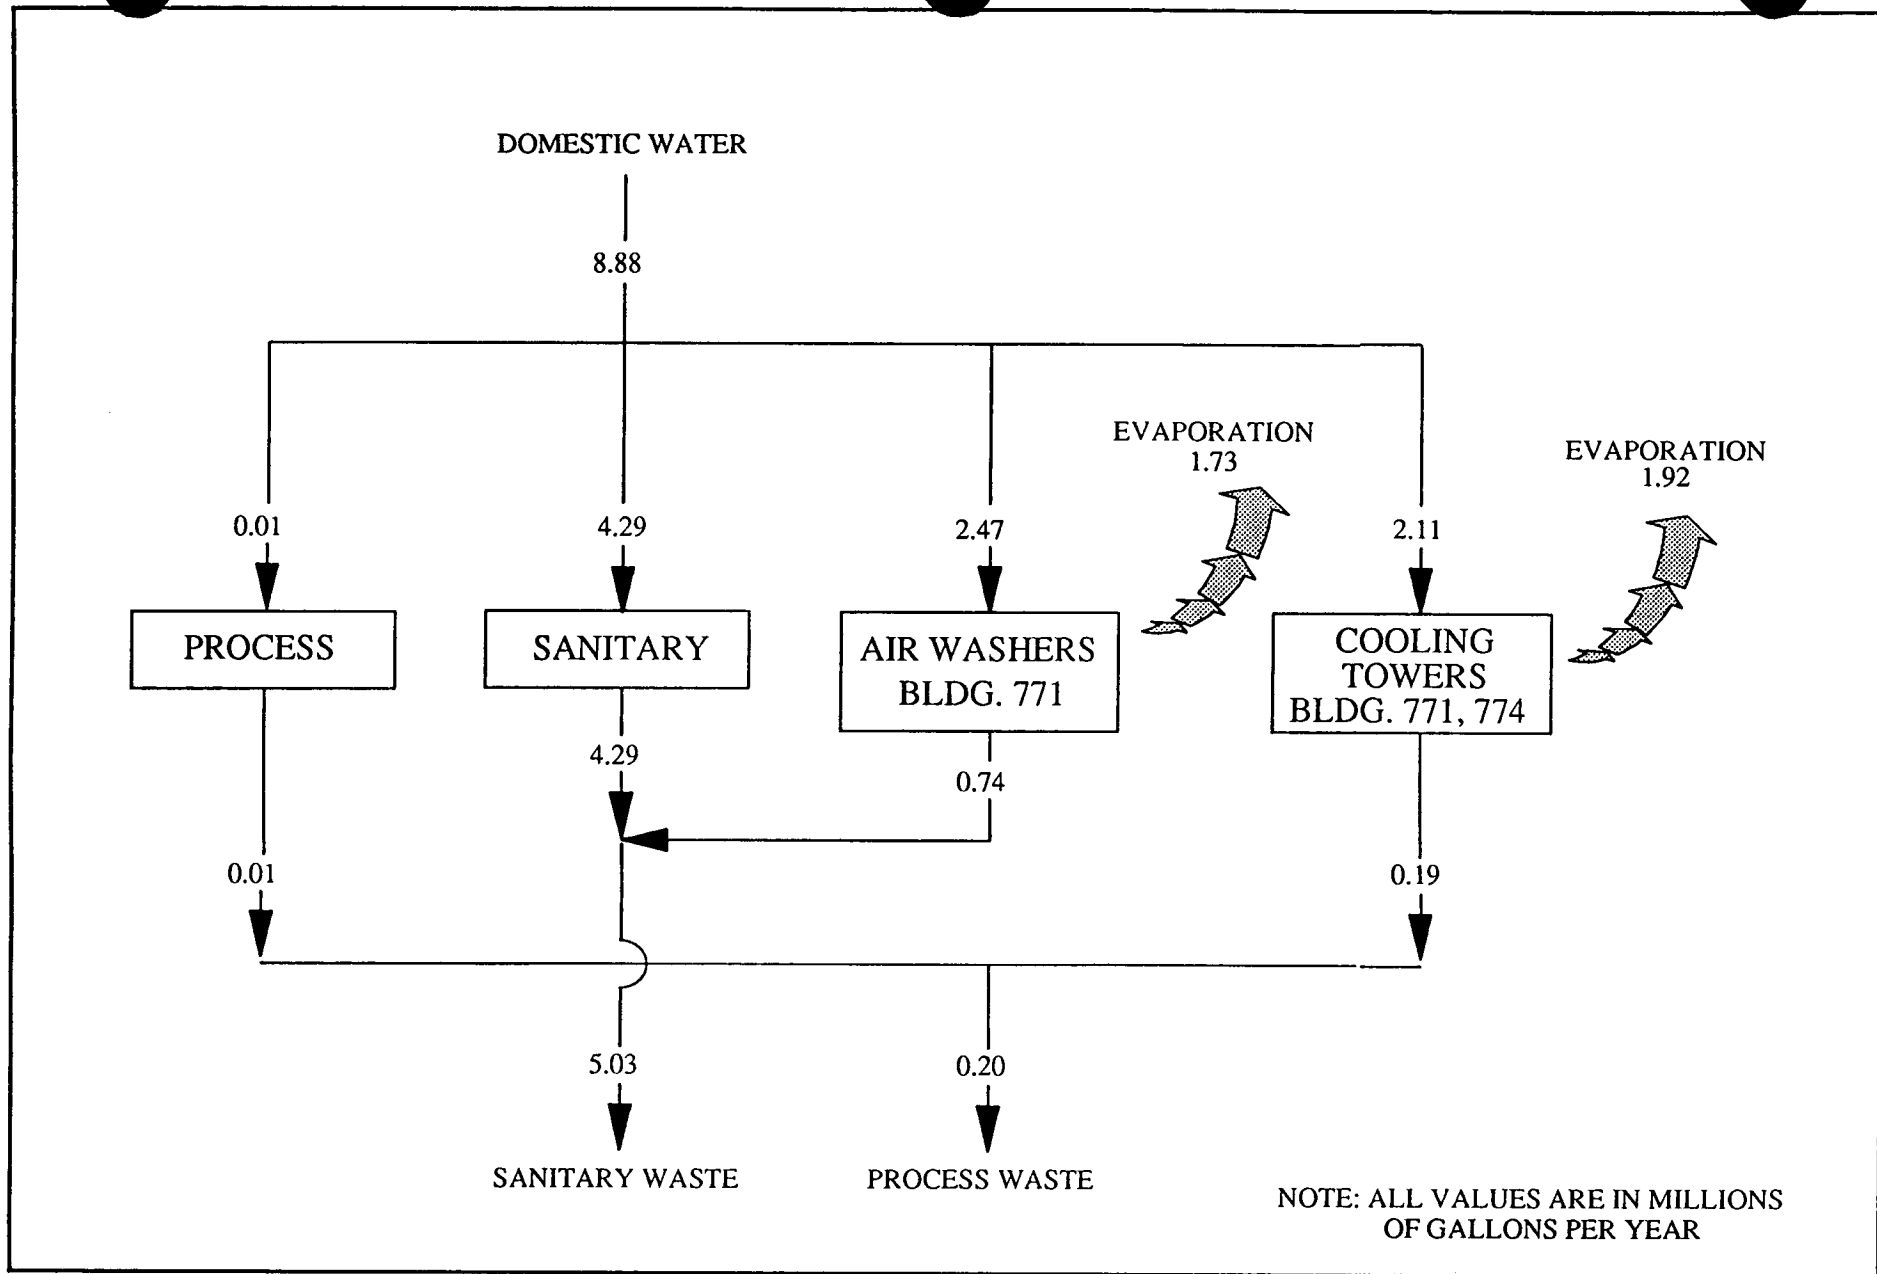 DOMESTIC WATER
8.88
EVAPORATION
1.73
EVAPORATION
1.92
0.01
4.29
2.47
2.11
PROCESS
SANITARY
AIR WASHERS
BLDG. 771
COOLING
TOWERS
BLDG. 771, 774
4.29
0.74
0.01
0.19
5.03
0.20
SANITARY WASTE
PROCESS WASTE
NOTE: ALL VALUES ARE IN MILLIONS
OF GALLONS PER YEAR